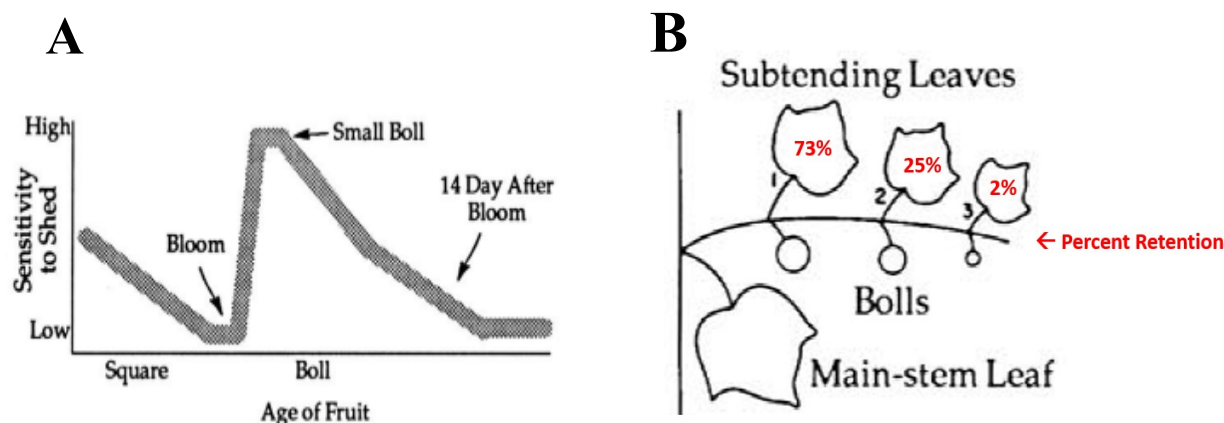 A
High
Low
Sensitivity
to Shed
Small Boll
14 Day After
Bloom
Bloom
Square
Boll
Age of Fruit
B
Subtending Leaves
73%
25%
2%
1
2
3
← Percent Retention
Bolls
Main-stem Leaf